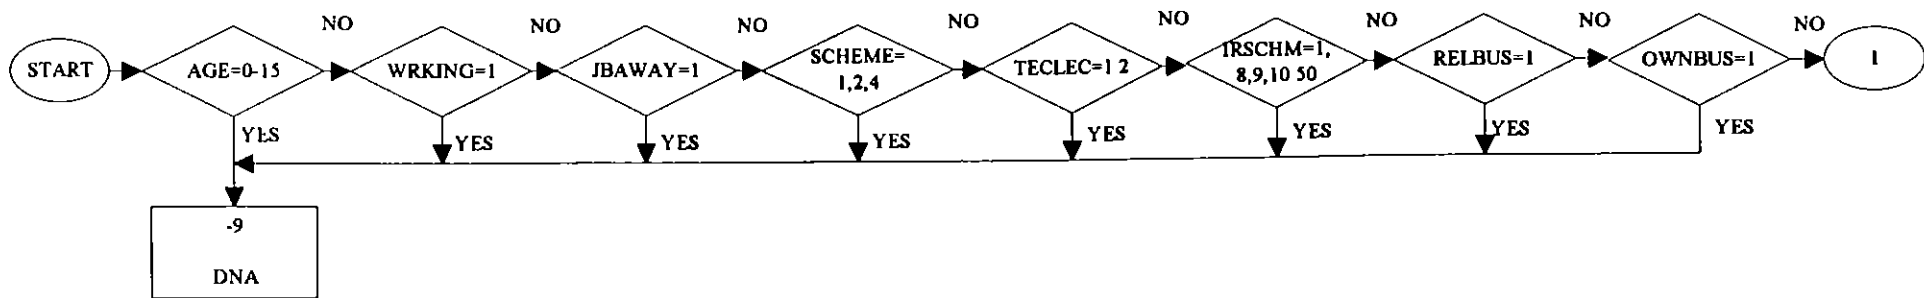 NO
NO
NO
NO
NO
NO
NO
NO
START
AGE=0-15
WRKING=1
JBAWAY=1
SCHEME=
1,2,4
TECLEC=1 2
IRSCHM=1,
8,9,10 50
RELBUS=1
OWNBUS=1
1
YES
YES
YES
YES
YES
YES
YES
YES
-9
DNA